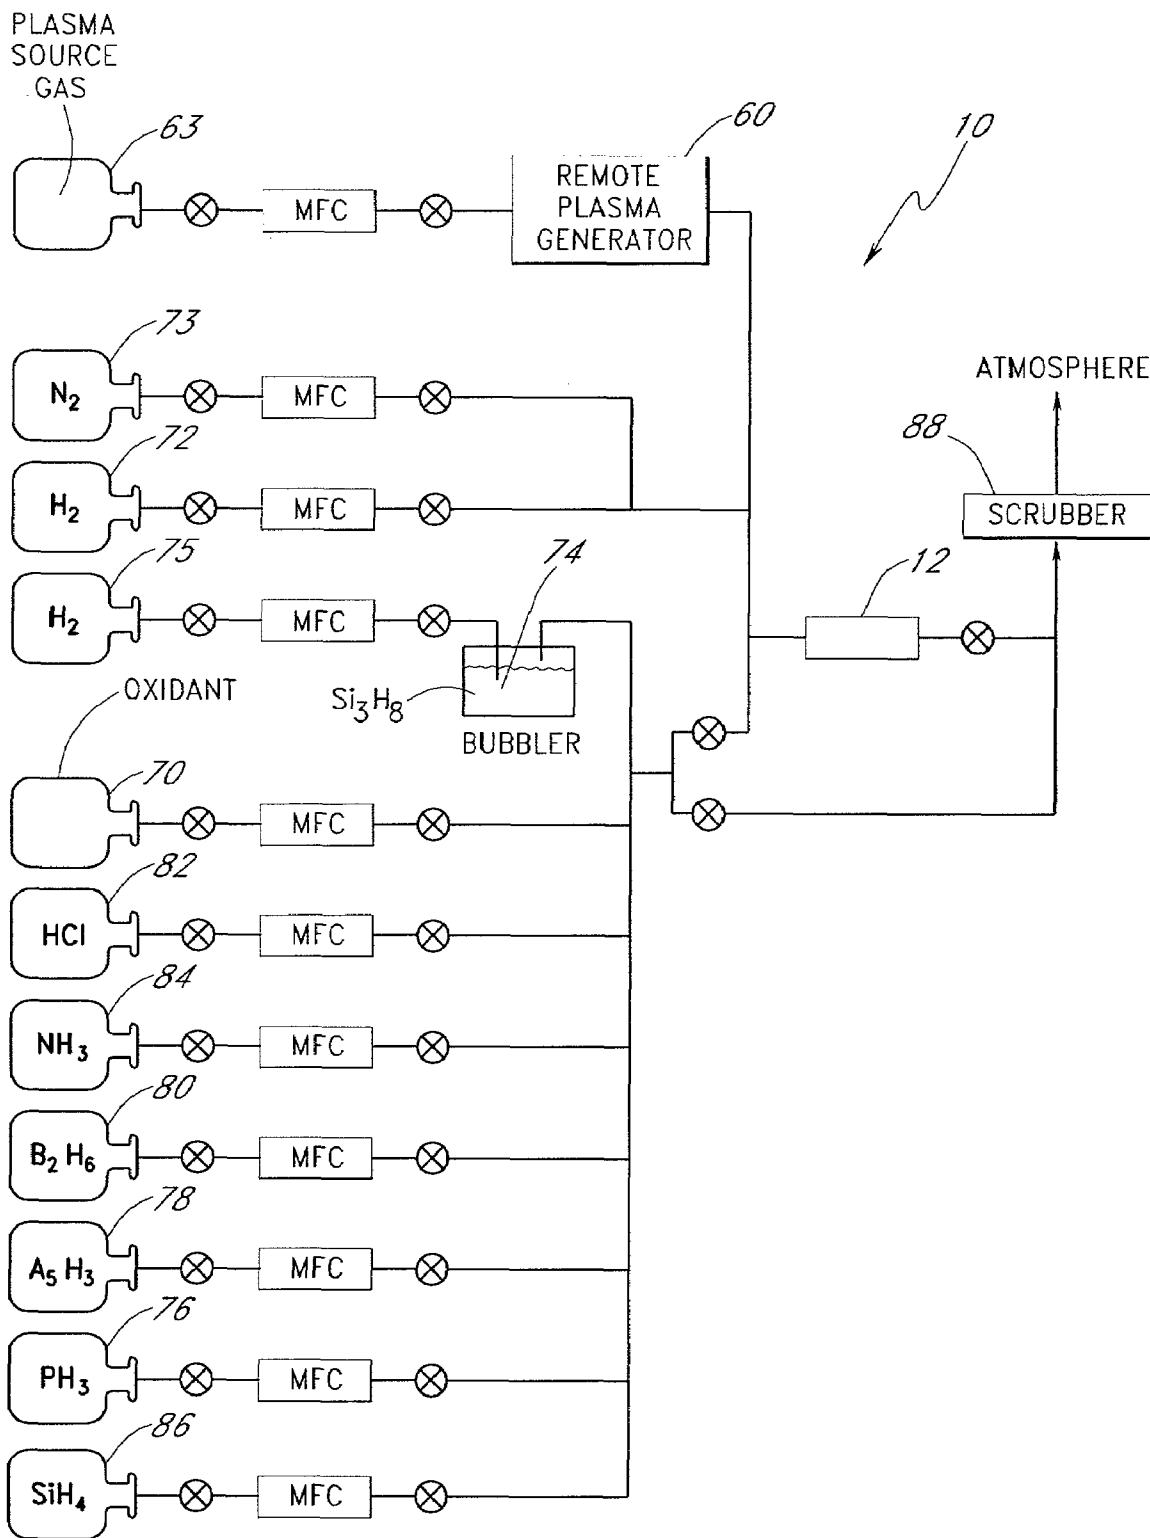 PLASMA
SOURCE
GAS
63
60
10
MFC
REMOTE
PLASMA
GENERATOR
73
N₂
MFC
ATMOSPHERE
72
H₂
MFC
88
SCRUBBER
75
H₂
MFC
74
12
Si₃H₈
BUBBLER
OXIDANT
70
MFC
82
HCl
MFC
84
NH₃
MFC
80
B₂H₆
MFC
78
A₅H₃
MFC
76
PH₃
MFC
86
SiH₄
MFC